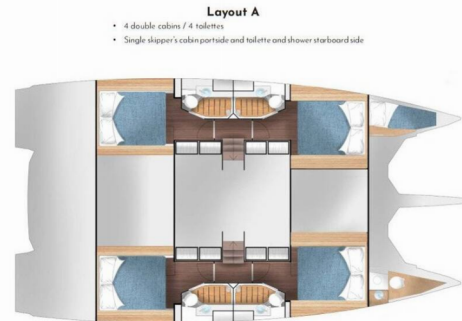 Layout A
• 4 double cabins / 4 toilettes
• Single skipper's cabin portside and toilette and shower starboard side